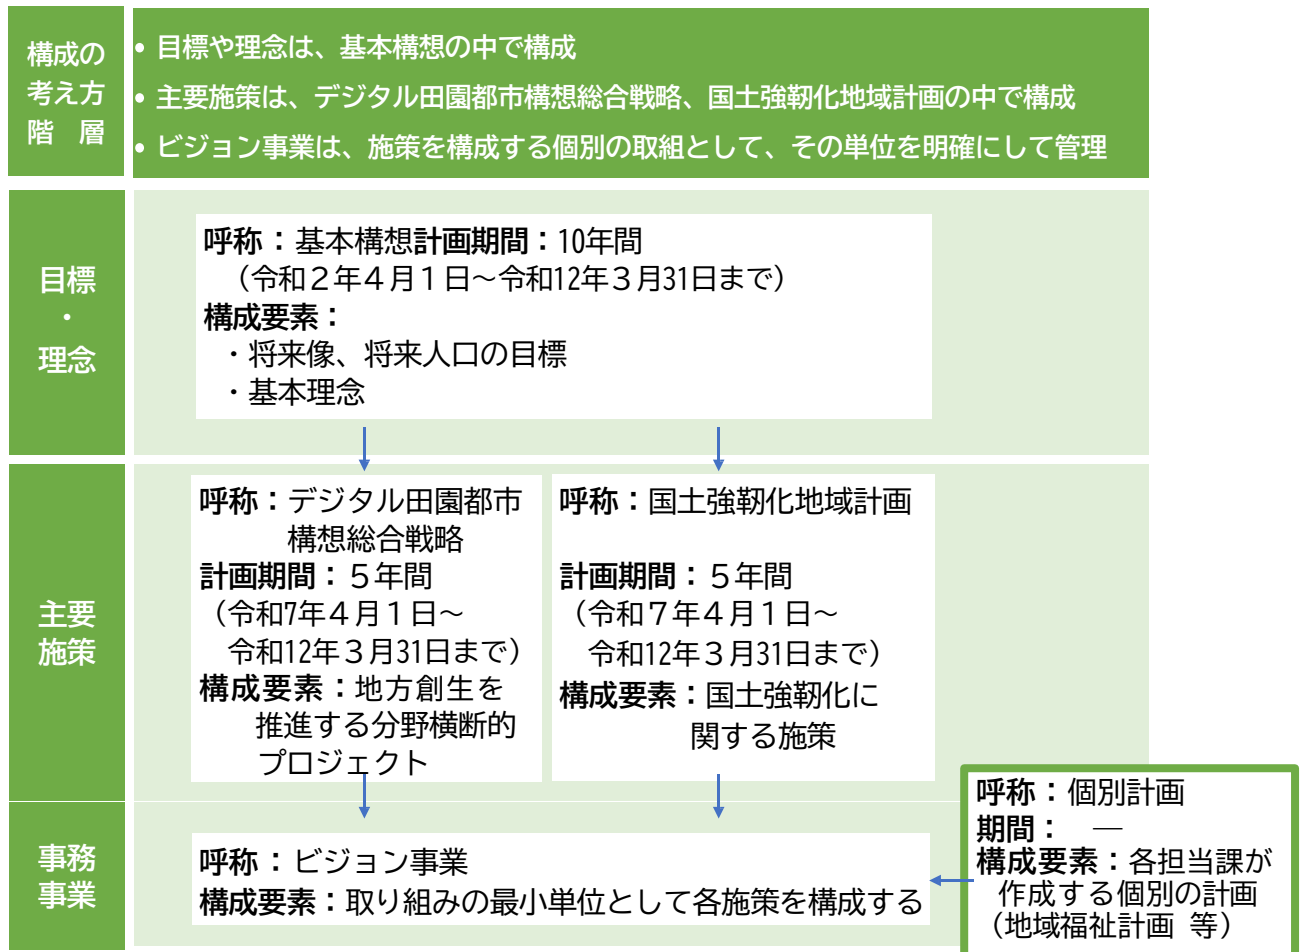 構成の
考え方
階　層
• 目標や理念は、基本構想の中で構成
• 主要施策は、デジタル田園都市構想総合戦略、国土強靭化地域計画の中で構成
• ビジョン事業は、施策を構成する個別の取組として、その単位を明確にして管理
目標
・
理念
呼称：基本構想計画期間：10年間
（令和２年４月１日～令和12年３月31日まで）
構成要素：
・将来像、将来人口の目標
・基本理念
主要
施策
呼称：デジタル田園都市
構想総合戦略
計画期間：５年間
（令和7年４月１日～
令和12年３月31日まで）
構成要素：地方創生を
推進する分野横断的
プロジェクト
呼称：国土強靭化地域計画
計画期間：５年間
（令和７年４月１日～
令和12年３月31日まで）
構成要素：国土強靭化に
関する施策
事務
事業
呼称：ビジョン事業
構成要素：取り組みの最小単位として各施策を構成する
呼称：個別計画
期間：　―
構成要素：各担当課が
作成する個別の計画
（地域福祉計画 等）